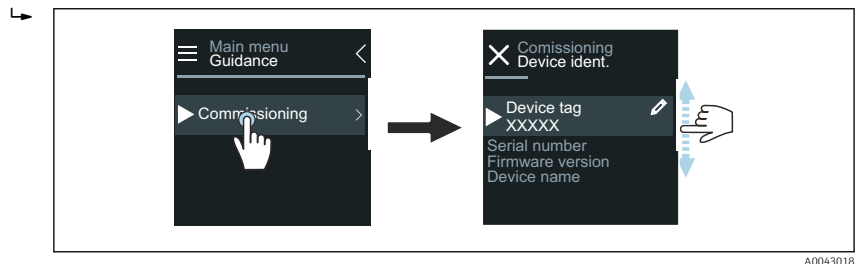 Main menu
Guidance
Commissioning
Comissioning
Device ident.
Device tag
XXXXX
Serial number
Firmware version
Device name
A0043018